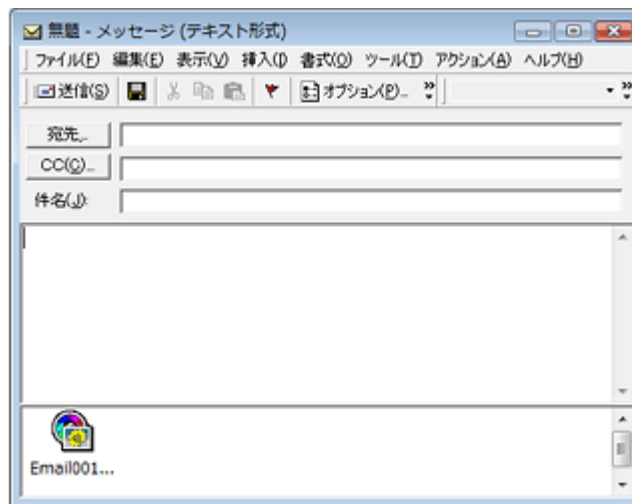 無題 - メッセージ (テキスト形式)
ファイル(F) 編集(E) 表示(V) 挿入(I) 書式(O) ツール(T) アクション(A) ヘルプ(H)
送信(S) オプション(P)...
宛先...
CC(C)...
件名(J):
Email001...